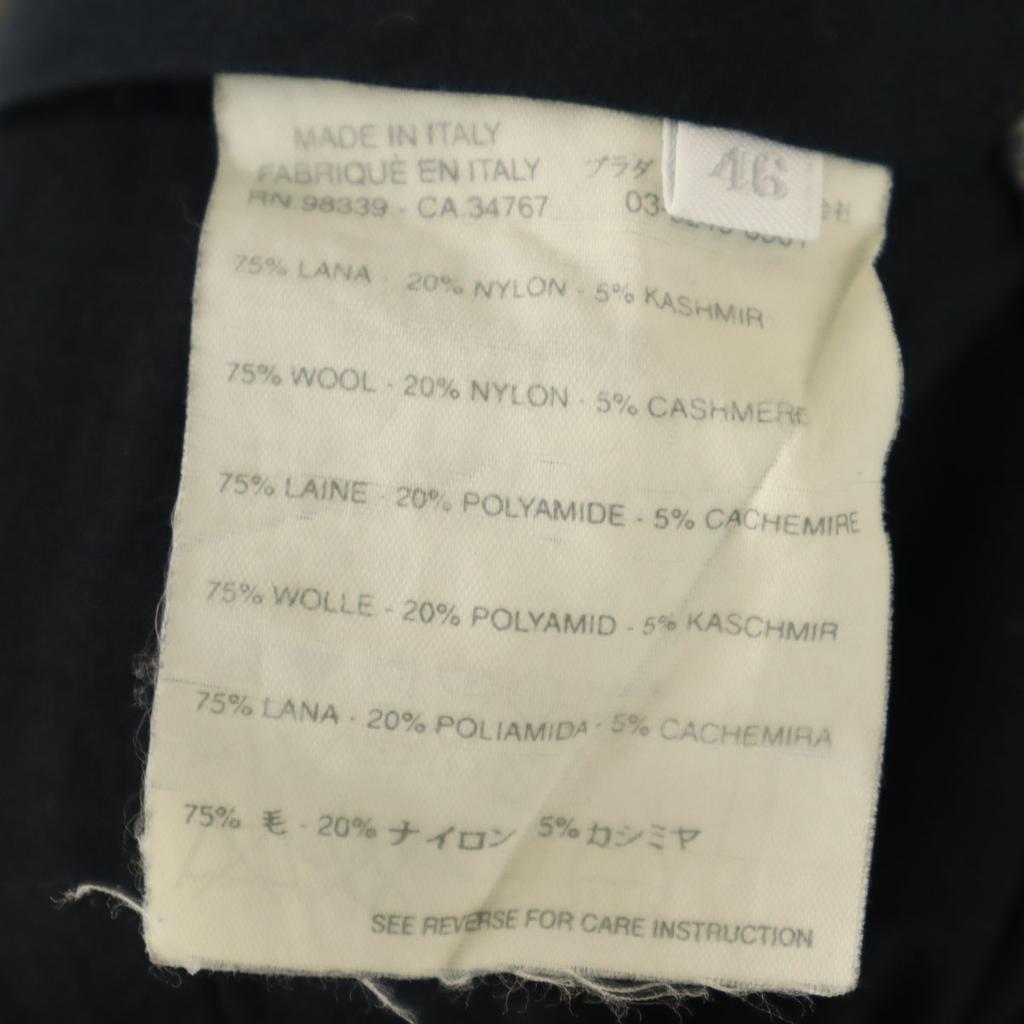 MADE IN ITALY
FABRIQUÈ EN ITALY プラダ
RN.98339 - CA.34767 03-
46
75% LANA - 20% NYLON - 5% KASHMIR
75% WOOL - 20% NYLON - 5% CASHMERE
75% LAINE - 20% POLYAMIDE - 5% CACHEMIRE
75% WOLLE - 20% POLYAMID - 5% KASCHMIR
75% LANA - 20% POLIAMIDA - 5% CACHEMIRA
75% 毛 - 20% ナイロン 5% カシミヤ
SEE REVERSE FOR CARE INSTRUCTION